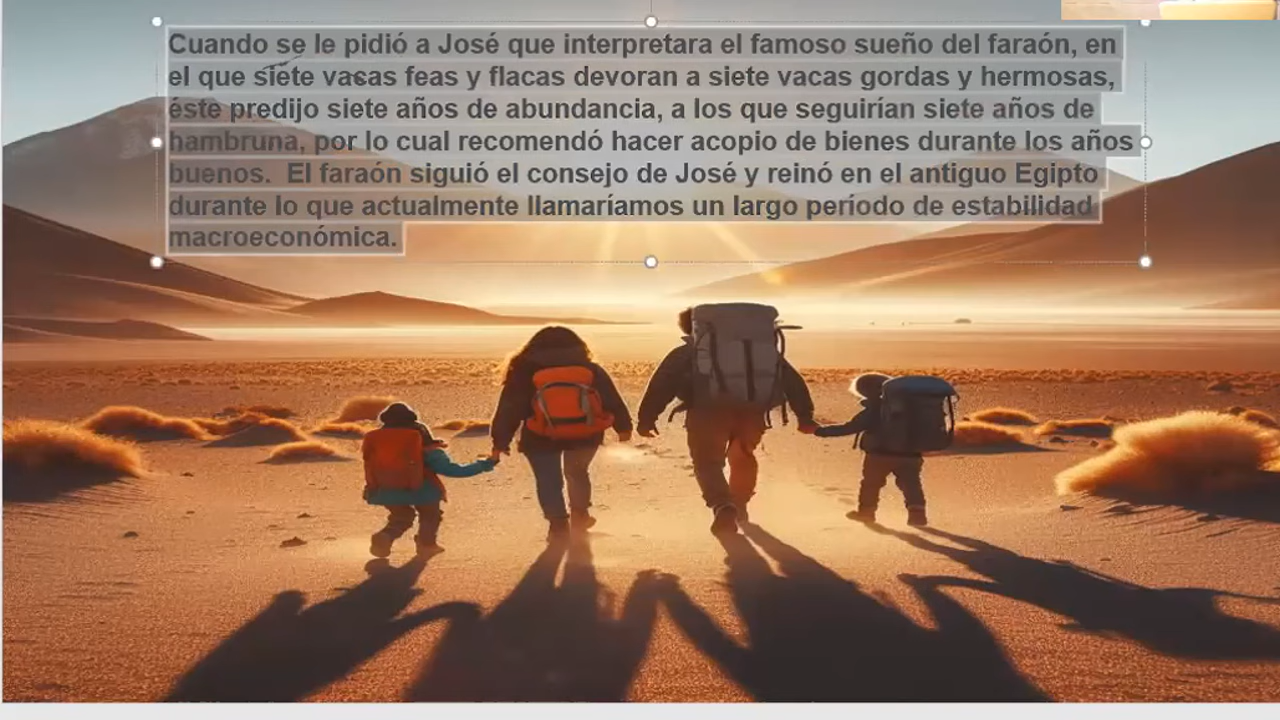 Cuando se le pidió a José que interpretara el famoso sueño del faraón, en
el que siete vacas feas y flacas devoran a siete vacas gordas y hermosas,
éste predijo siete años de abundancia, a los que seguirían siete años de
hambruna, por lo cual recomendó hacer acopio de bienes durante los años
buenos.  El faraón siguió el consejo de José y reinó en el antiguo Egipto
durante lo que actualmente llamaríamos un largo período de estabilidad
macroeconómica.